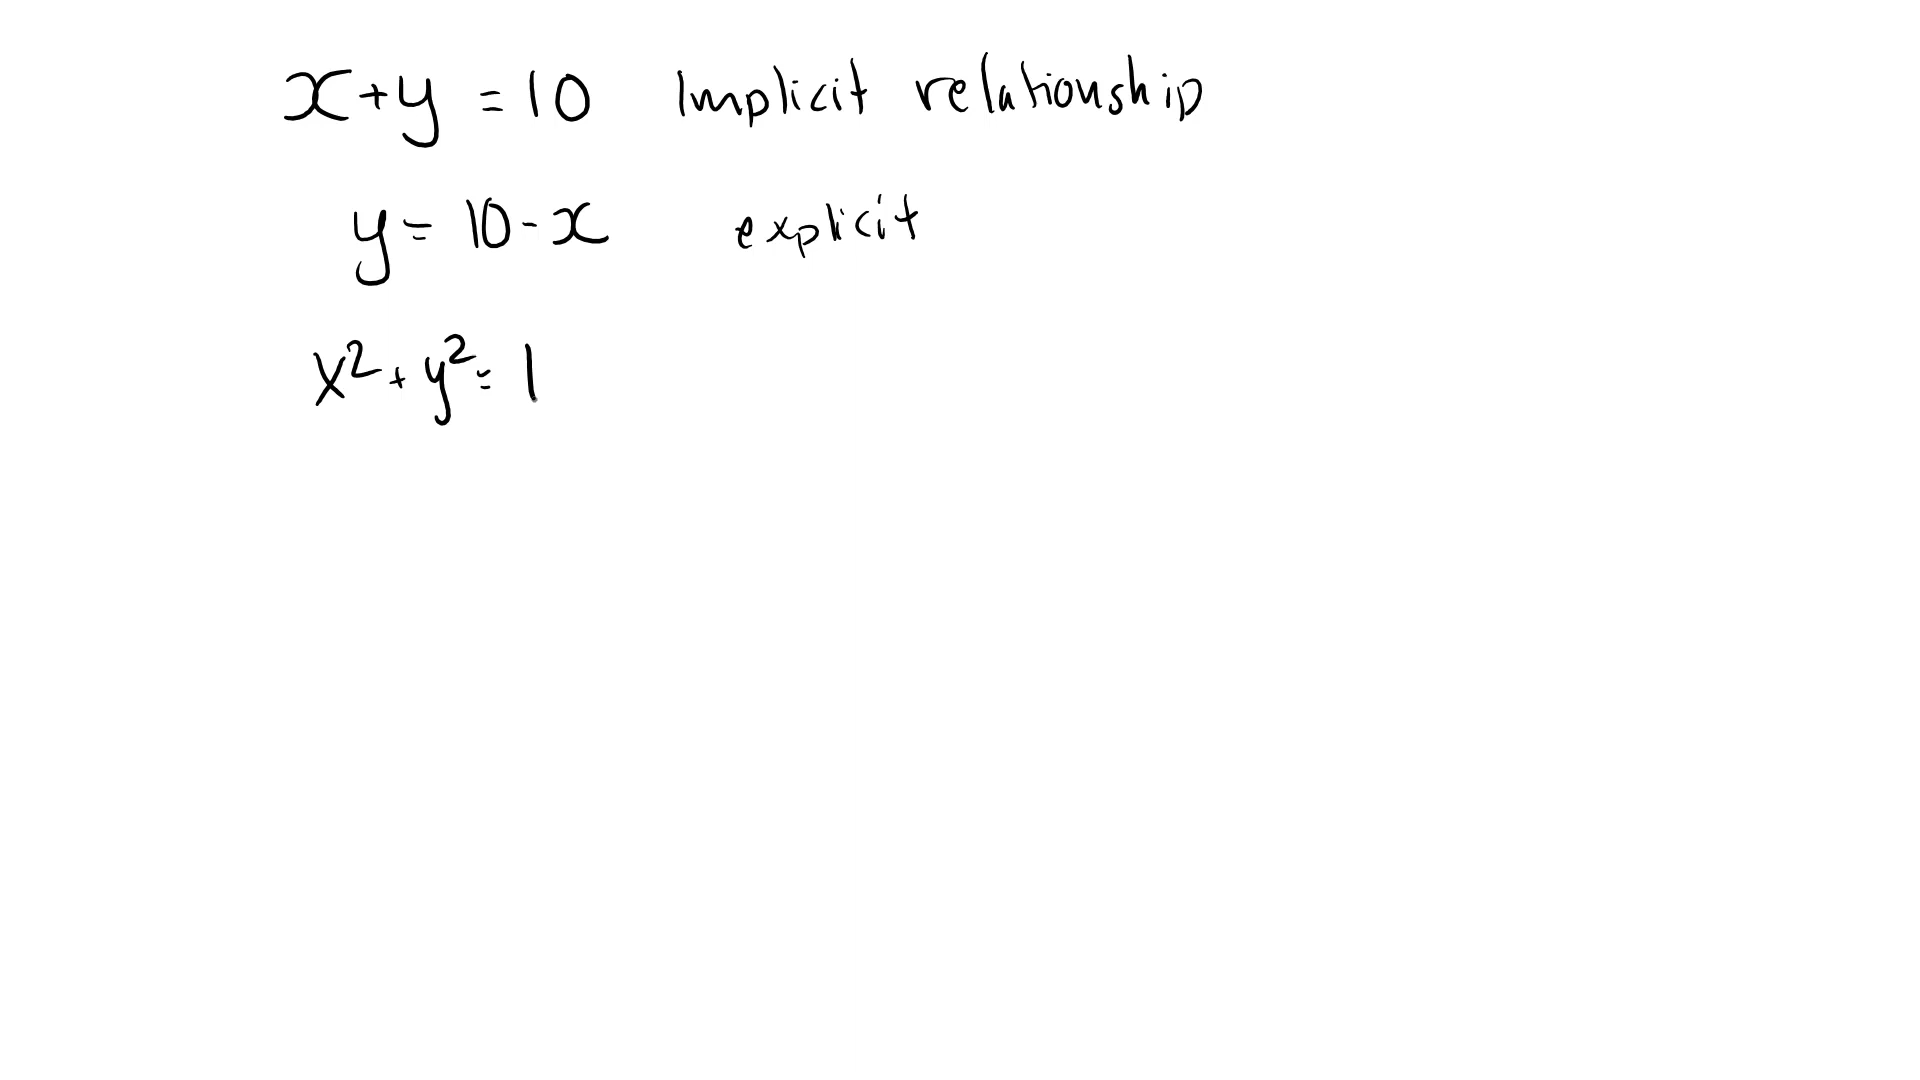 x+y = 10 Implicit relationship
y = 10 - x explicit
x² + y² = 1